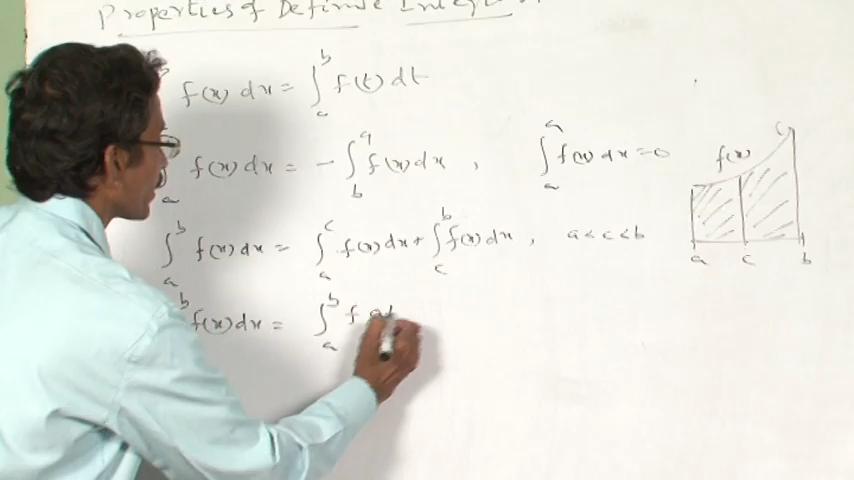 Properties of Definite Integ
b f(x) dx = ∫_a^b f(t) dt
a f(x) dx = - ∫_b^a f(x) dx , ∫_a^a f(x) dx = 0
∫_a^b f(x) dx = ∫_a^c f(x) dx + ∫_c^b f(x) dx , a < c < b
b f(x) dx = ∫_a^b f
f(x)
a c b